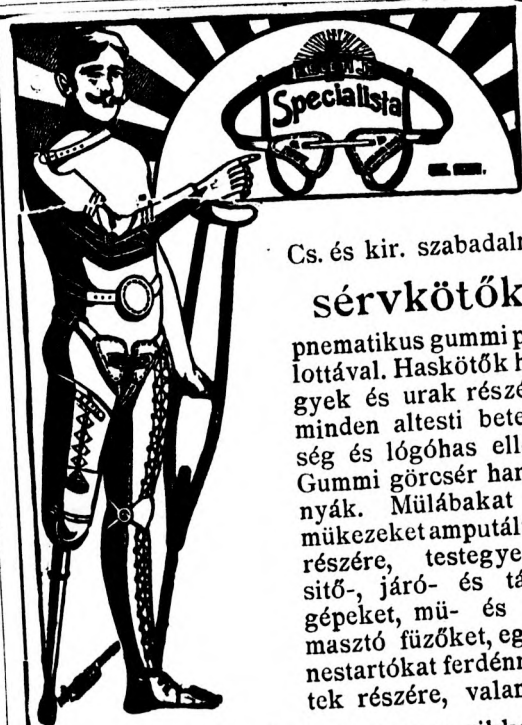 Specialista
Cs. és kir. szabadalm
sérvkötők
pnematikus gummi p
lottával. Haskötők h
gyek és urak részé
minden altesti bete
ség és lógóhas ell
Gummi görcsér har
nyák. Mülábakat
mükezeket amputál
részére, testegye
sitő-, járó- és tá
gépeket, mü- és
masztó füzőket, eg
nestartókat ferdénn
tek részére, valam